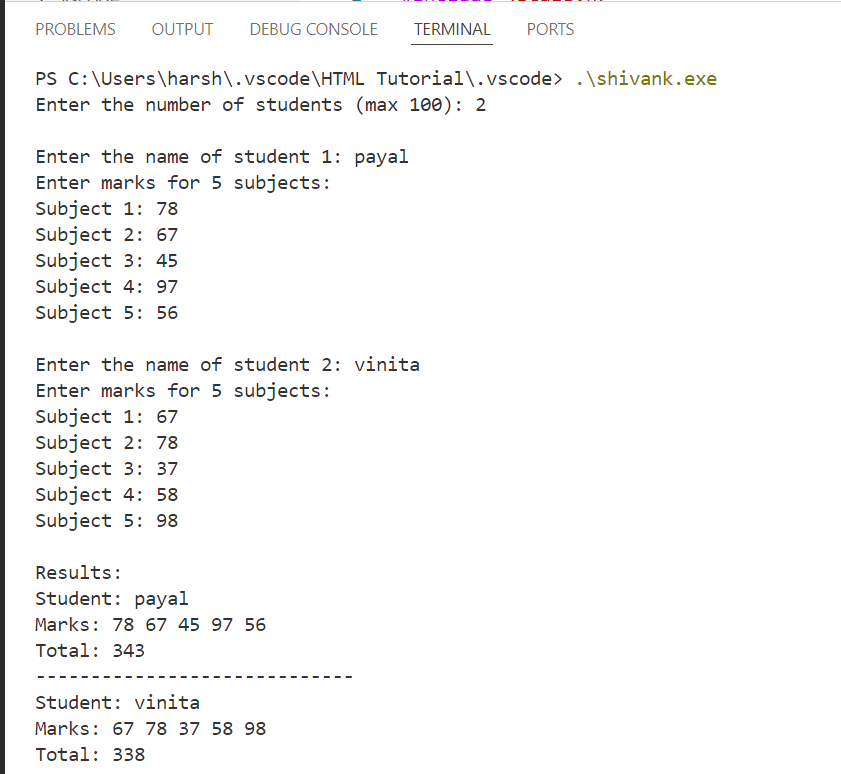 PROBLEMS OUTPUT DEBUG CONSOLE TERMINAL PORTS
PS C:\Users\harsh\.vscode\HTML Tutorial\.vscode> .\shivank.exe
Enter the number of students (max 100): 2
Enter the name of student 1: payal
Enter marks for 5 subjects:
Subject 1: 78
Subject 2: 67
Subject 3: 45
Subject 4: 97
Subject 5: 56
Enter the name of student 2: vinita
Enter marks for 5 subjects:
Subject 1: 67
Subject 2: 78
Subject 3: 37
Subject 4: 58
Subject 5: 98
Results:
Student: payal
Marks: 78 67 45 97 56
Total: 343
-----------------------------
Student: vinita
Marks: 67 78 37 58 98
Total: 338